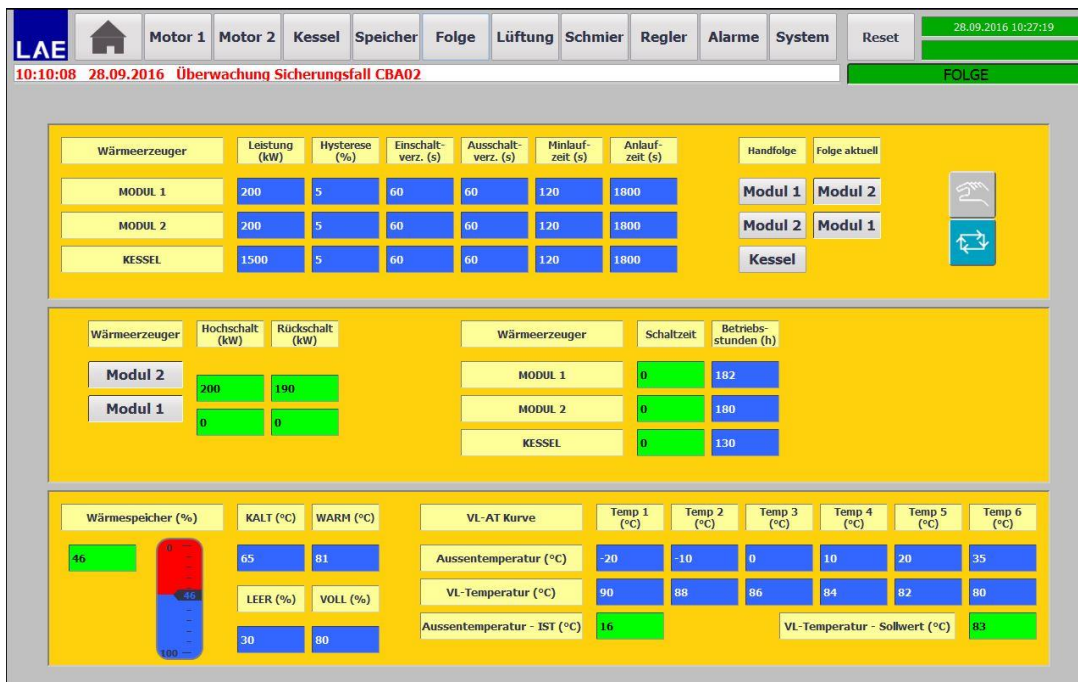 LAE Motor 1 Motor 2 Kessel Speicher Folge Lüftung Schmier Regler Alarme System Reset 28.09.2016 10:27:19
10:10:08 28.09.2016 Überwachung Sicherungsfall CBA02 FOLGE
Wärmeerzeuger Leistung (kW) Hysterese (%) Einschalt-verz. (s) Ausschalt-verz. (s) Minlauf-zeit (s) Anlauf-zeit (s) Handfolge Folge aktuell
MODUL 1 200 5 60 60 120 1800 Modul 1 Modul 2
MODUL 2 200 5 60 60 120 1800 Modul 2 Modul 1
KESSEL 1500 5 60 60 120 1800 Kessel
Wärmeerzeuger Hochschalt (kW) Rückschalt (kW)
Modul 2 200 190
Modul 1 0 0
Wärmeerzeuger Schaltzeit Betriebs-stunden (h)
MODUL 1 0 182
MODUL 2 0 180
KESSEL 0 130
Wärmespeicher (%) KALT (°C) WARM (°C)
46 0 46 100 65 81
LEER (%) VOLL (%)
30 80
VL-AT Kurve Temp 1 (°C) Temp 2 (°C) Temp 3 (°C) Temp 4 (°C) Temp 5 (°C) Temp 6 (°C)
Aussentemperatur (°C) -20 -10 0 10 20 35
VL-Temperatur (°C) 90 88 86 84 82 80
Aussentemperatur - IST (°C) 16 VL-Temperatur - Sollwert (°C) 83